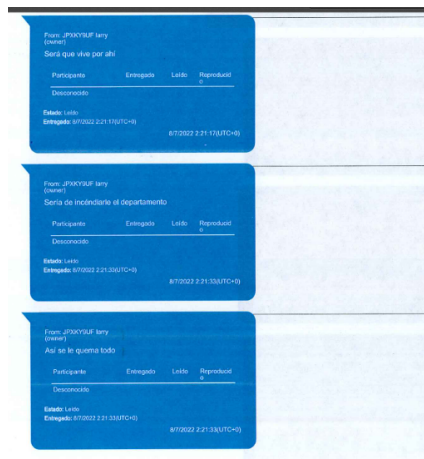 From: JPXKY9UF larry
(owner)
Será que vive por ahí
Participante Entregado Leído Reproducid
o
Desconocido
Estado: Leído
Entregado: 8/7/2022 2:21:17(UTC+0)
8/7/2022 2:21:17(UTC+0)
From: JPXKY9UF larry
(owner)
Sería de incéndiarle el departamento
Participante Entregado Leído Reproducid
o
Desconocido
Estado: Leído
Entregado: 8/7/2022 2:21:33(UTC+0)
8/7/2022 2:21:33(UTC+0)
From: JPXKY9UF larry
(owner)
Así se le quema todo
Participante Entregado Leído Reproducid
o
Desconocido
Estado: Leído
Entregado: 8/7/2022 2:21:33(UTC+0)
8/7/2022 2:21:33(UTC+0)